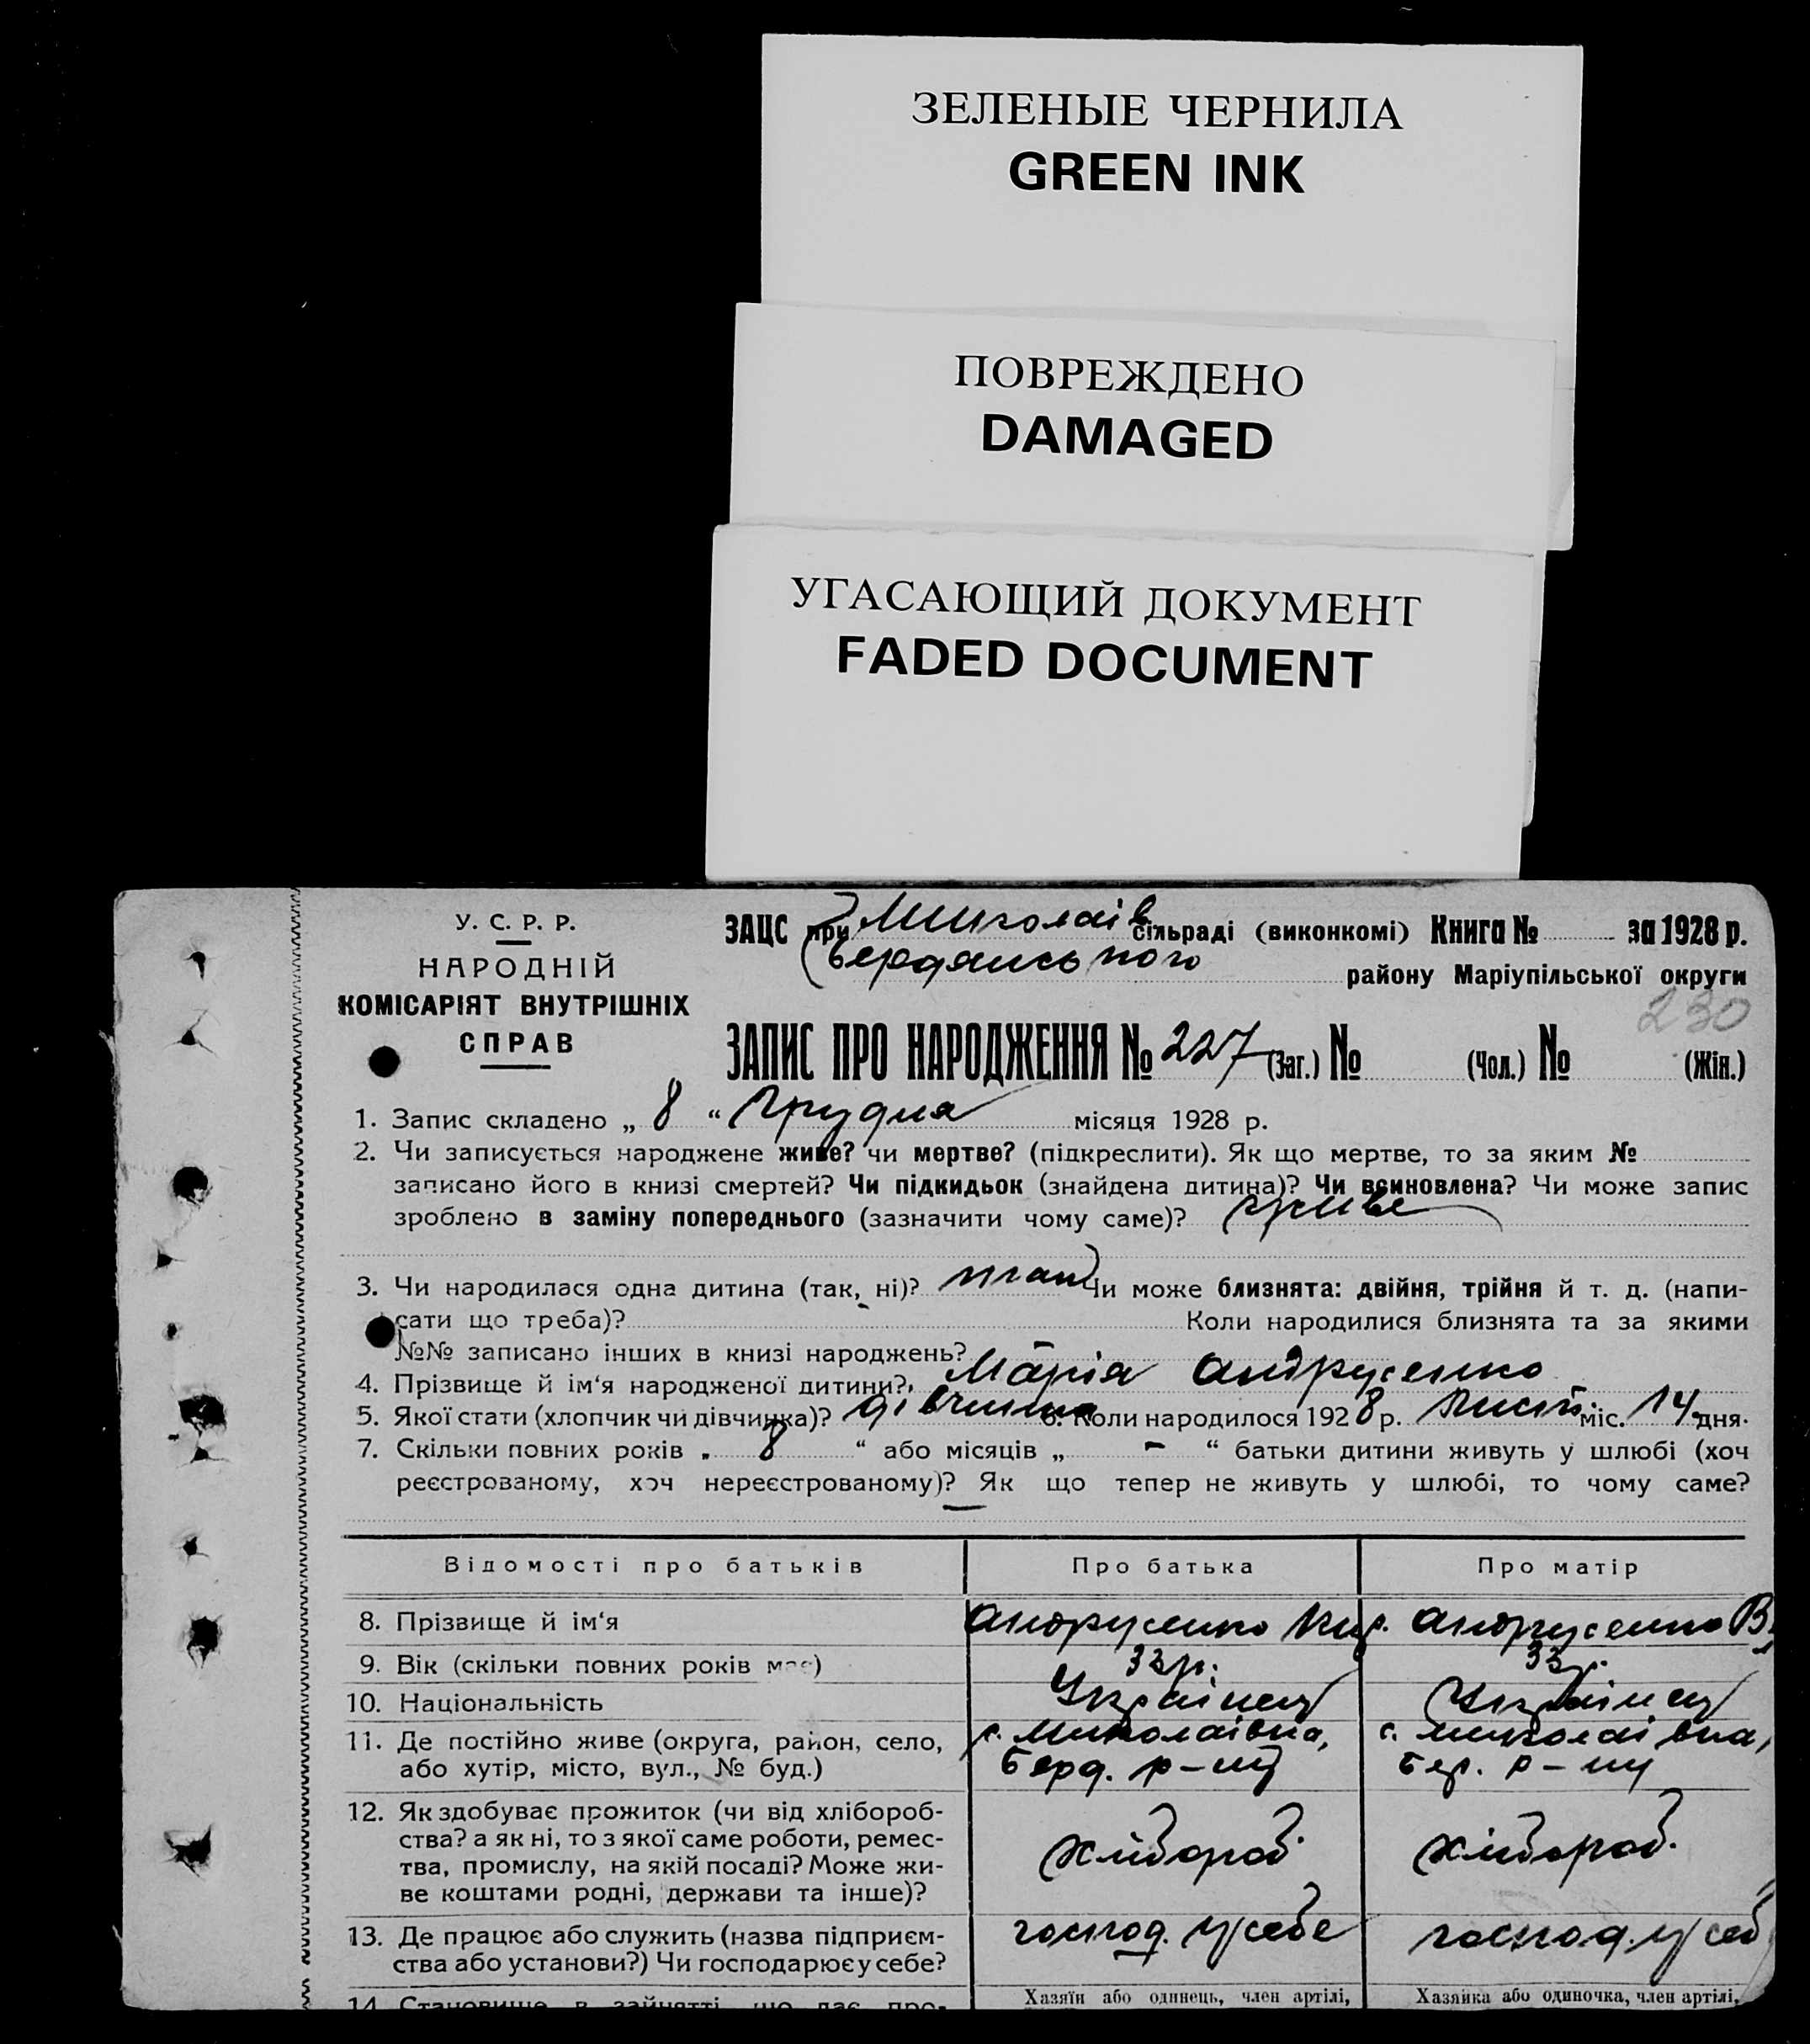 ЗЕЛЕНЫЕ ЧЕРНИЛА
GREEN INK
ПОВРЕЖДЕНО
DAMAGED
УГАСАЮЩИЙ ДОКУМЕНТ
FADED DOCUMENT
У. С. Р. Р.
НАРОДНІЙ
КОМІСАРІЯТ ВНУТРІШНІХ
СПРАВ
ЗАЦС при Миколаїв сільраді (виконкомі) Книга № за 1928 р.
Бердянського району Маріупільської округи
230
ЗАПИС ПРО НАРОДЖЕННЯ № 227 (Заг.) № (Чол.) № (Жін.)
1. Запис складено „ 8 “ Грудня місяця 1928 р.
2. Чи записується народжене живе? чи мертве? (підкреслити). Як що мертве, то за яким №
записано його в книзі смертей? Чи підкидьок (знайдена дитина)? Чи всиновлена? Чи може запис
зроблено в заміну попереднього (зазначити чому саме)? живе
3. Чи народилася одна дитина (так, ні)? так Чи може близнята: двійня, трійня й т. д. (напи-
сати що треба)? Коли народилися близнята та за якими
№№ записано інших в книзі народжень?
4. Прізвище й ім‘я народженої дитини? Марія Андрусенко
5. Якої стати (хлопчик чи дівчинка)? дівчинка 6. Коли народилося 1928 р. Лист. міс. 14 дня.
7. Скільки повних років „ 8 “ або місяців „ – “ батьки дитини живуть у шлюбі (хоч
реєстрованому, хоч нереєстрованому)? Як що тепер не живуть у шлюбі, то чому саме?
Відомості про батьків Про батька Про матір
8. Прізвище й ім‘я Андрусенко Андрусенко В.
9. Вік (скільки повних років має) 33 р. 33 р.
10. Національність Українец Українец
11. Де постійно живе (округа, район, село, с. Миколаівка, с. Миколаівка,
або хутір, місто, вул., № буд.) Берд. р–ну Бер. р–ну
12. Як здобуває прожиток (чи від хлібороб-
ства? а як ні, то з якої саме роботи, ремес- хлібороб. хлібороб.
тва, промислу, на якій посаді? Може жи-
ве коштами родні, держави та інше)?
13. Де працює або служить (назва підприєм- господ. у себе господ. у себ
ства або установи?) Чи господарює у себе?
14. Становище в зайнятті, що дає про- Хазяїн або одинець, член артілі, Хазяйка або одиночка, член артілі,